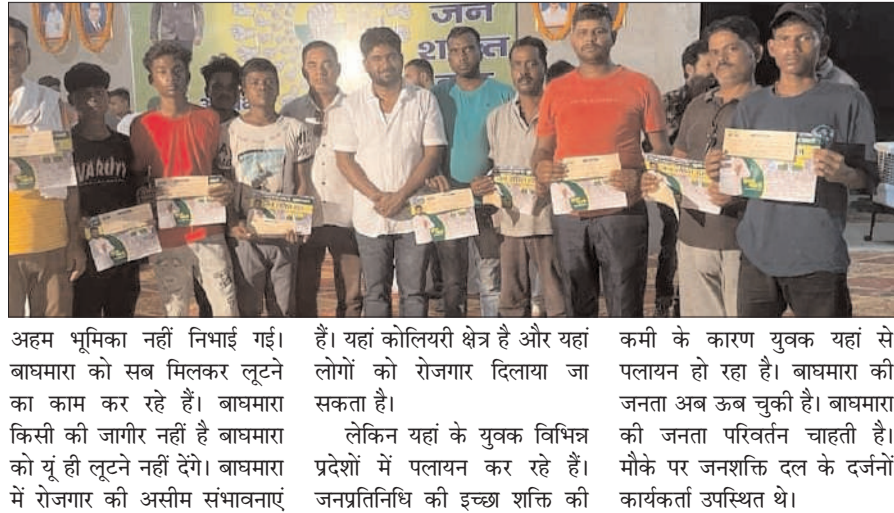 जन
अहम भूमिका नहीं निभाई गई।
बाघमारा को सब मिलकर लूटने
का काम कर रहे हैं। बाघमारा
किसी की जागीर नहीं है बाघमारा
को यूं ही लूटने नहीं देंगे। बाघमारा
में रोजगार की असीम संभावनाएं
हैं। यहां कोलियरी क्षेत्र है और यहां
लोगों को रोजगार दिलाया जा
सकता है।
लेकिन यहां के युवक विभिन्न
प्रदेशों में पलायन कर रहे हैं।
जनप्रतिनिधि की इच्छा शक्ति की
कमी के कारण युवक यहां से
पलायन हो रहा है। बाघमारा की
जनता अब ऊब चुकी है। बाघमारा
की जनता परिवर्तन चाहती है।
मौके पर जनशक्ति दल के दर्जनों
कार्यकर्ता उपस्थित थे।